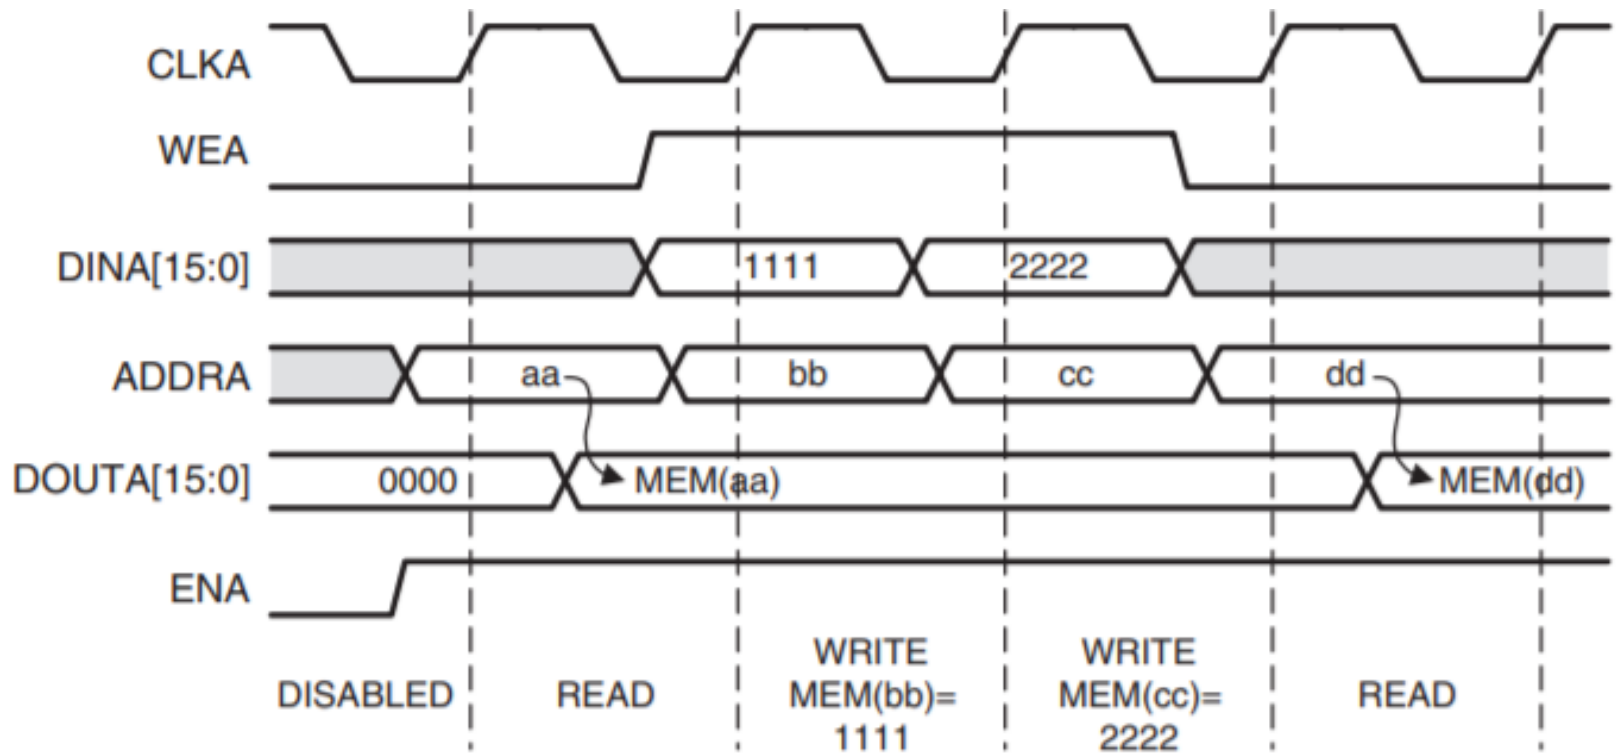 CLKA
WEA
DINA[15:0] 1111 2222
ADDRA aa bb cc dd
DOUTA[15:0] 0000 MEM(aa) MEM(dd)
ENA
WRITE WRITE
DISABLED READ MEM(bb)= MEM(cc)= READ
1111 2222